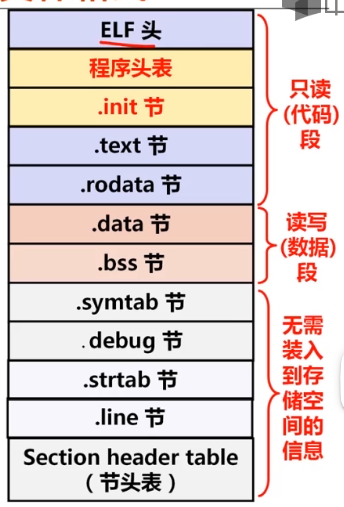 ELF 头
程序头表
.init 节
.text 节
.rodata 节
.data 节
.bss 节
.symtab 节
.debug 节
.strtab 节
.line 节
Section header table
（节头表）
只读
(代码)
段
读写
(数据)
段
无需
装入
到存
储空
间的
信息